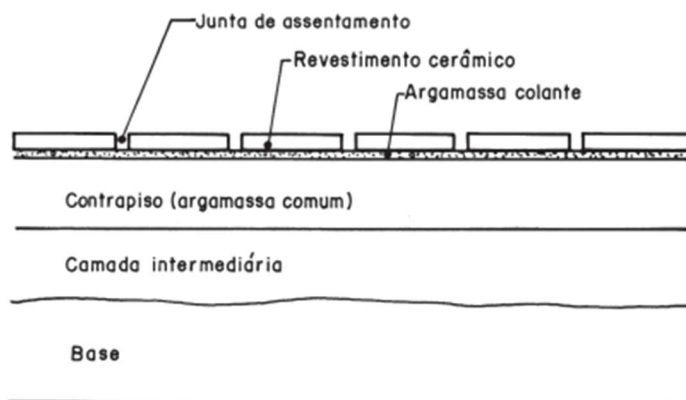 Junta de assentamento
Revestimento cerâmico
Argamassa colante
Contrapiso (argamassa comum)
Camada intermediária
Base